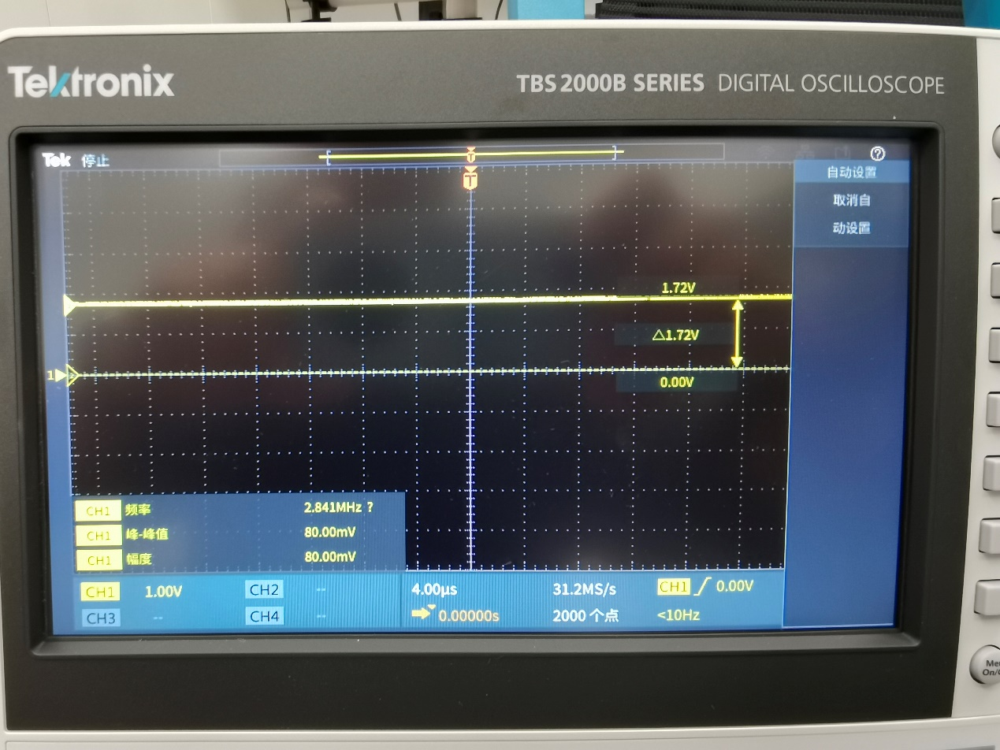 Tektronix
TBS 2000B SERIES DIGITAL OSCILLOSCOPE
Tek 停止
T
T
?
自动设置
取消自
动设置
1.72V
△1.72V
0.00V
1
2
CH1 频率 2.841MHz ?
CH1 峰-峰值 80.00mV
CH1 幅度 80.00mV
CH1 1.00V CH2 -- 4.00μs 31.2MS/s CH1 0.00V
CH3 -- CH4 -- 0.00000s 2000 个点 <10Hz
On/